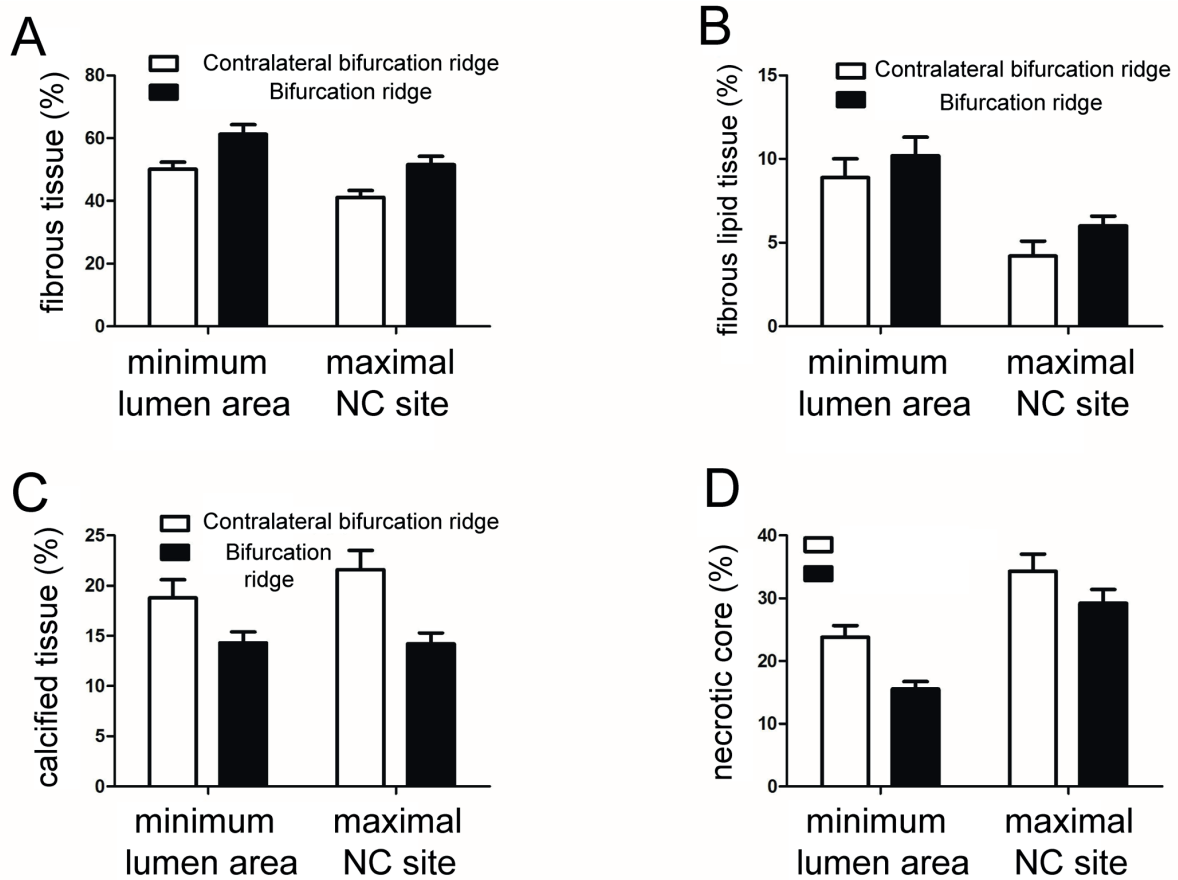 A
fibrous tissue (%)
80
60
40
20
0
Contralateral bifurcation ridge
Bifurcation ridge
minimum
lumen area
maximal
NC site
B
fibrous lipid tissue (%)
15
10
5
0
Contralateral bifurcation ridge
Bifurcation ridge
minimum
lumen area
maximal
NC site
C
calcified tissue (%)
25
20
15
10
5
0
Contralateral bifurcation ridge
Bifurcation
ridge
minimum
lumen area
maximal
NC site
D
necrotic core (%)
40
30
20
10
0
minimum
lumen area
maximal
NC site